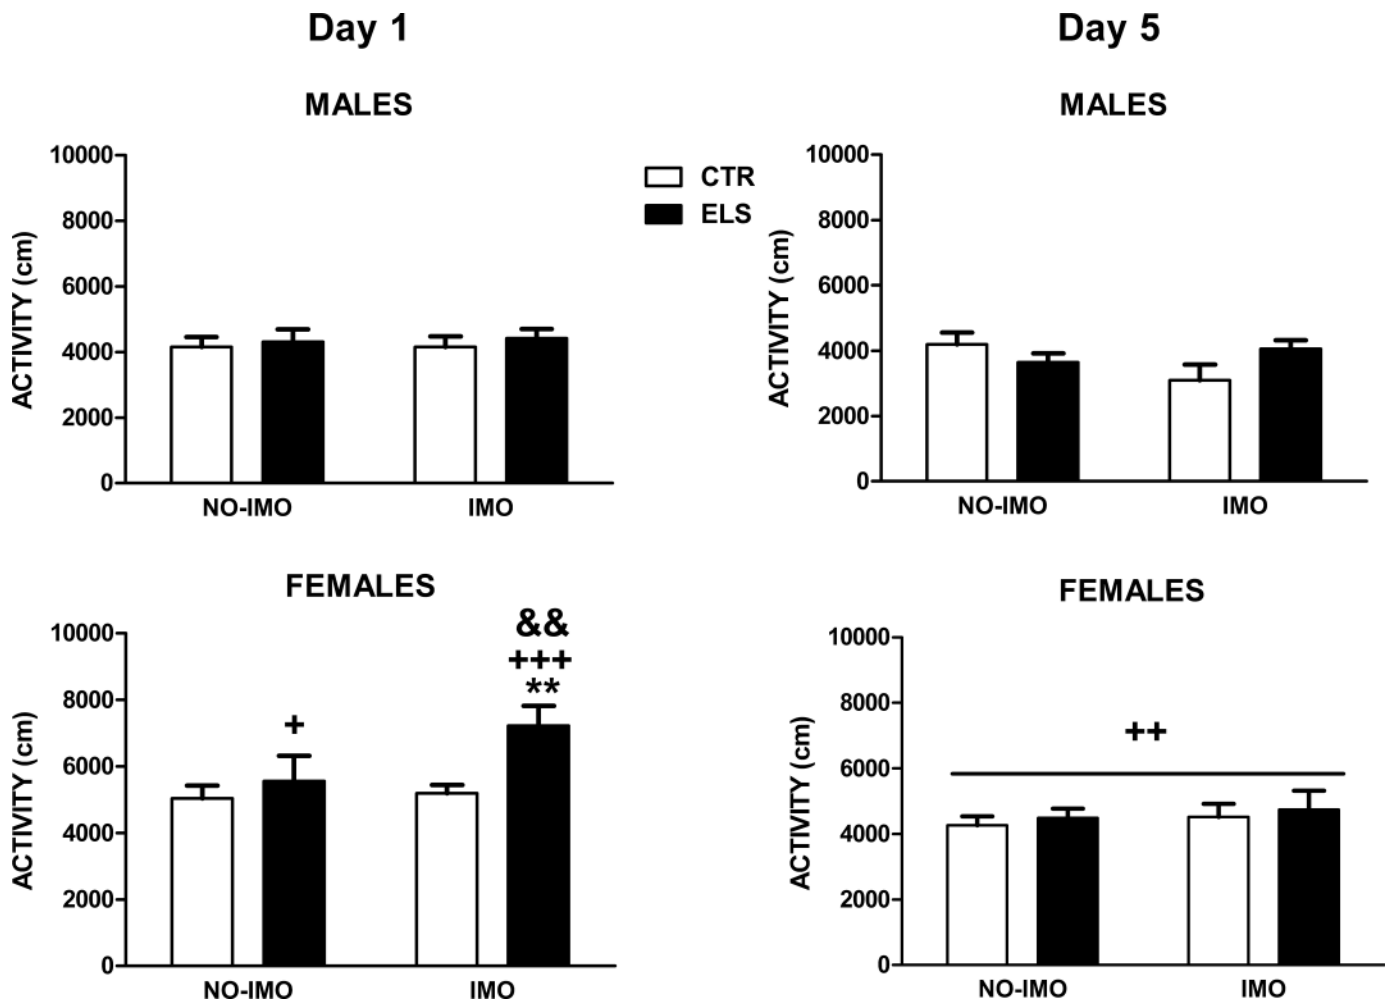 Day 1
Day 5
MALES
10000
8000
6000
4000
2000
0
ACTIVITY (cm)
NO-IMO
IMO
CTR
ELS
MALES
10000
8000
6000
4000
2000
0
ACTIVITY (cm)
NO-IMO
IMO
FEMALES
10000
8000
6000
4000
2000
0
ACTIVITY (cm)
+
&&
+++
**
NO-IMO
IMO
FEMALES
10000
8000
6000
4000
2000
0
ACTIVITY (cm)
++
NO-IMO
IMO